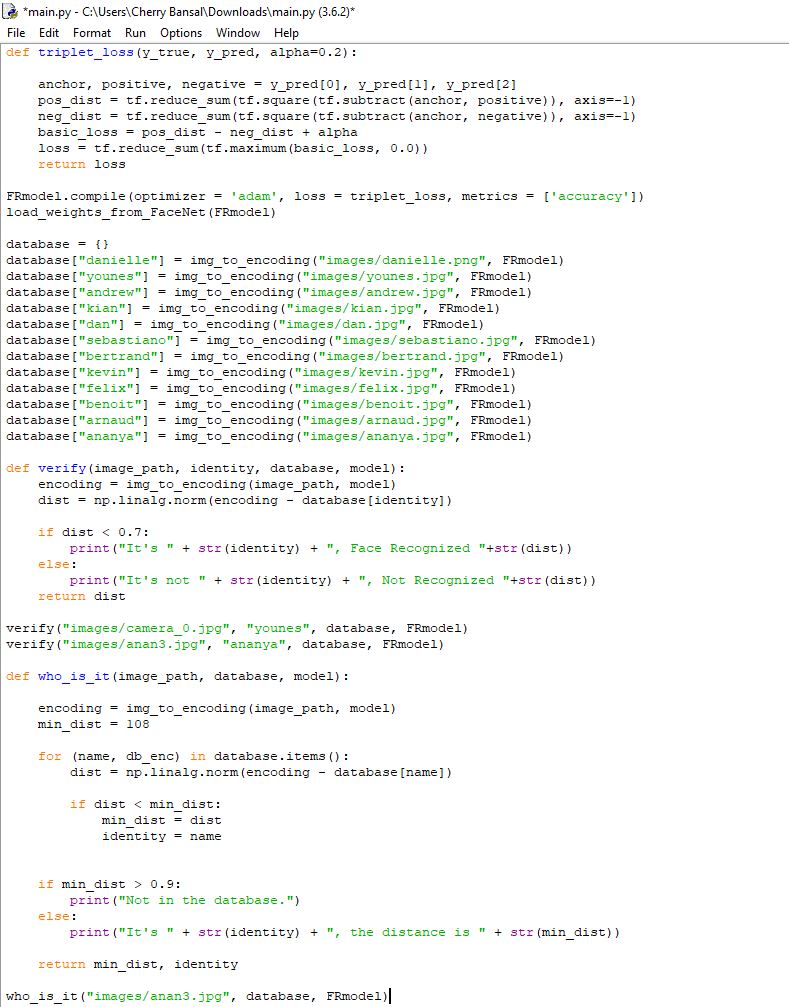 *main.py - C:\Users\Cherry Bansal\Downloads\main.py (3.6.2)*
File Edit Format Run Options Window Help
def triplet_loss(y_true, y_pred, alpha=0.2):
    anchor, positive, negative = y_pred[0], y_pred[1], y_pred[2]
    pos_dist = tf.reduce_sum(tf.square(tf.subtract(anchor, positive)), axis=-1)
    neg_dist = tf.reduce_sum(tf.square(tf.subtract(anchor, negative)), axis=-1)
    basic_loss = pos_dist - neg_dist + alpha
    loss = tf.reduce_sum(tf.maximum(basic_loss, 0.0))
    return loss
FRmodel.compile(optimizer = 'adam', loss = triplet_loss, metrics = ['accuracy'])
load_weights_from_FaceNet(FRmodel)
database = {}
database["danielle"] = img_to_encoding("images/danielle.png", FRmodel)
database["younes"] = img_to_encoding("images/younes.jpg", FRmodel)
database["andrew"] = img_to_encoding("images/andrew.jpg", FRmodel)
database["kian"] = img_to_encoding("images/kian.jpg", FRmodel)
database["dan"] = img_to_encoding("images/dan.jpg", FRmodel)
database["sebastiano"] = img_to_encoding("images/sebastiano.jpg", FRmodel)
database["bertrand"] = img_to_encoding("images/bertrand.jpg", FRmodel)
database["kevin"] = img_to_encoding("images/kevin.jpg", FRmodel)
database["felix"] = img_to_encoding("images/felix.jpg", FRmodel)
database["benoit"] = img_to_encoding("images/benoit.jpg", FRmodel)
database["arnaud"] = img_to_encoding("images/arnaud.jpg", FRmodel)
database["ananya"] = img_to_encoding("images/ananya.jpg", FRmodel)
def verify(image_path, identity, database, model):
    encoding = img_to_encoding(image_path, model)
    dist = np.linalg.norm(encoding - database[identity])
    if dist < 0.7:
        print("It's " + str(identity) + ", Face Recognized "+str(dist))
    else:
        print("It's not " + str(identity) + ", Not Recognized "+str(dist))
    return dist
verify("images/camera_0.jpg", "younes", database, FRmodel)
verify("images/anan3.jpg", "ananya", database, FRmodel)
def who_is_it(image_path, database, model):
    encoding = img_to_encoding(image_path, model)
    min_dist = 108
    for (name, db_enc) in database.items():
        dist = np.linalg.norm(encoding - database[name])
        if dist < min_dist:
            min_dist = dist
            identity = name
    if min_dist > 0.9:
        print("Not in the database.")
    else:
        print("It's " + str(identity) + ", the distance is " + str(min_dist))
    return min_dist, identity
who_is_it("images/anan3.jpg", database, FRmodel)